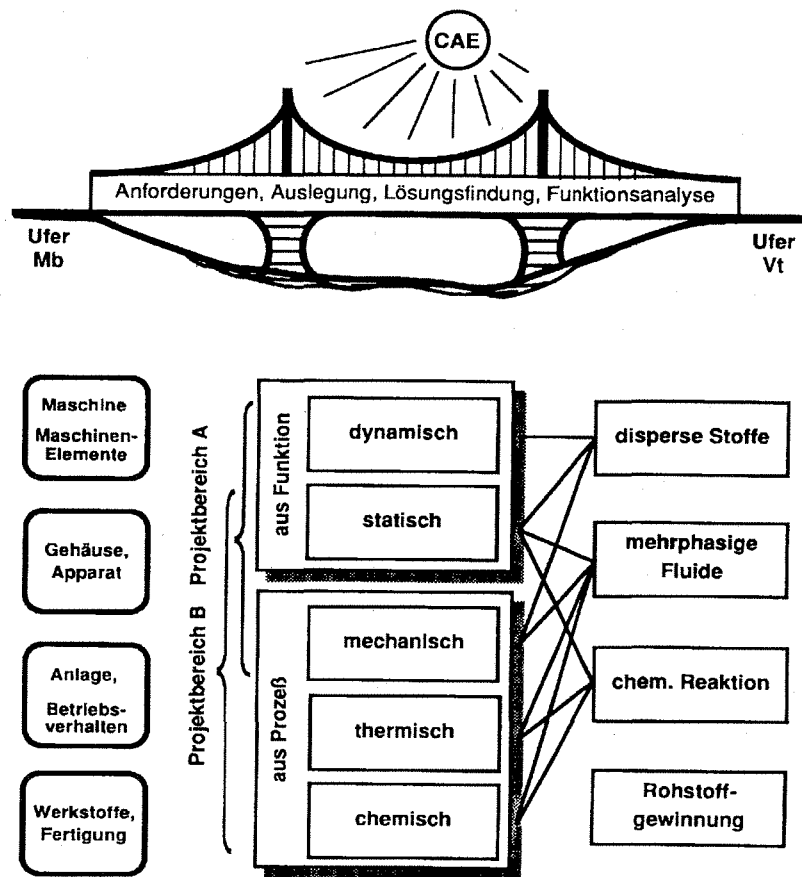 CAE
Anforderungen, Auslegung, Lösungsfindung, Funktionsanalyse
Ufer
Mb
Ufer
Vt
Maschine
Maschinen-
Elemente
Gehäuse,
Apparat
Anlage,
Betriebs-
verhalten
Werkstoffe,
Fertigung
Projektbereich A
Projektbereich B
aus Funktion
dynamisch
statisch
aus Prozeß
mechanisch
thermisch
chemisch
disperse Stoffe
mehrphasige
Fluide
chem. Reaktion
Rohstoff-
gewinnung